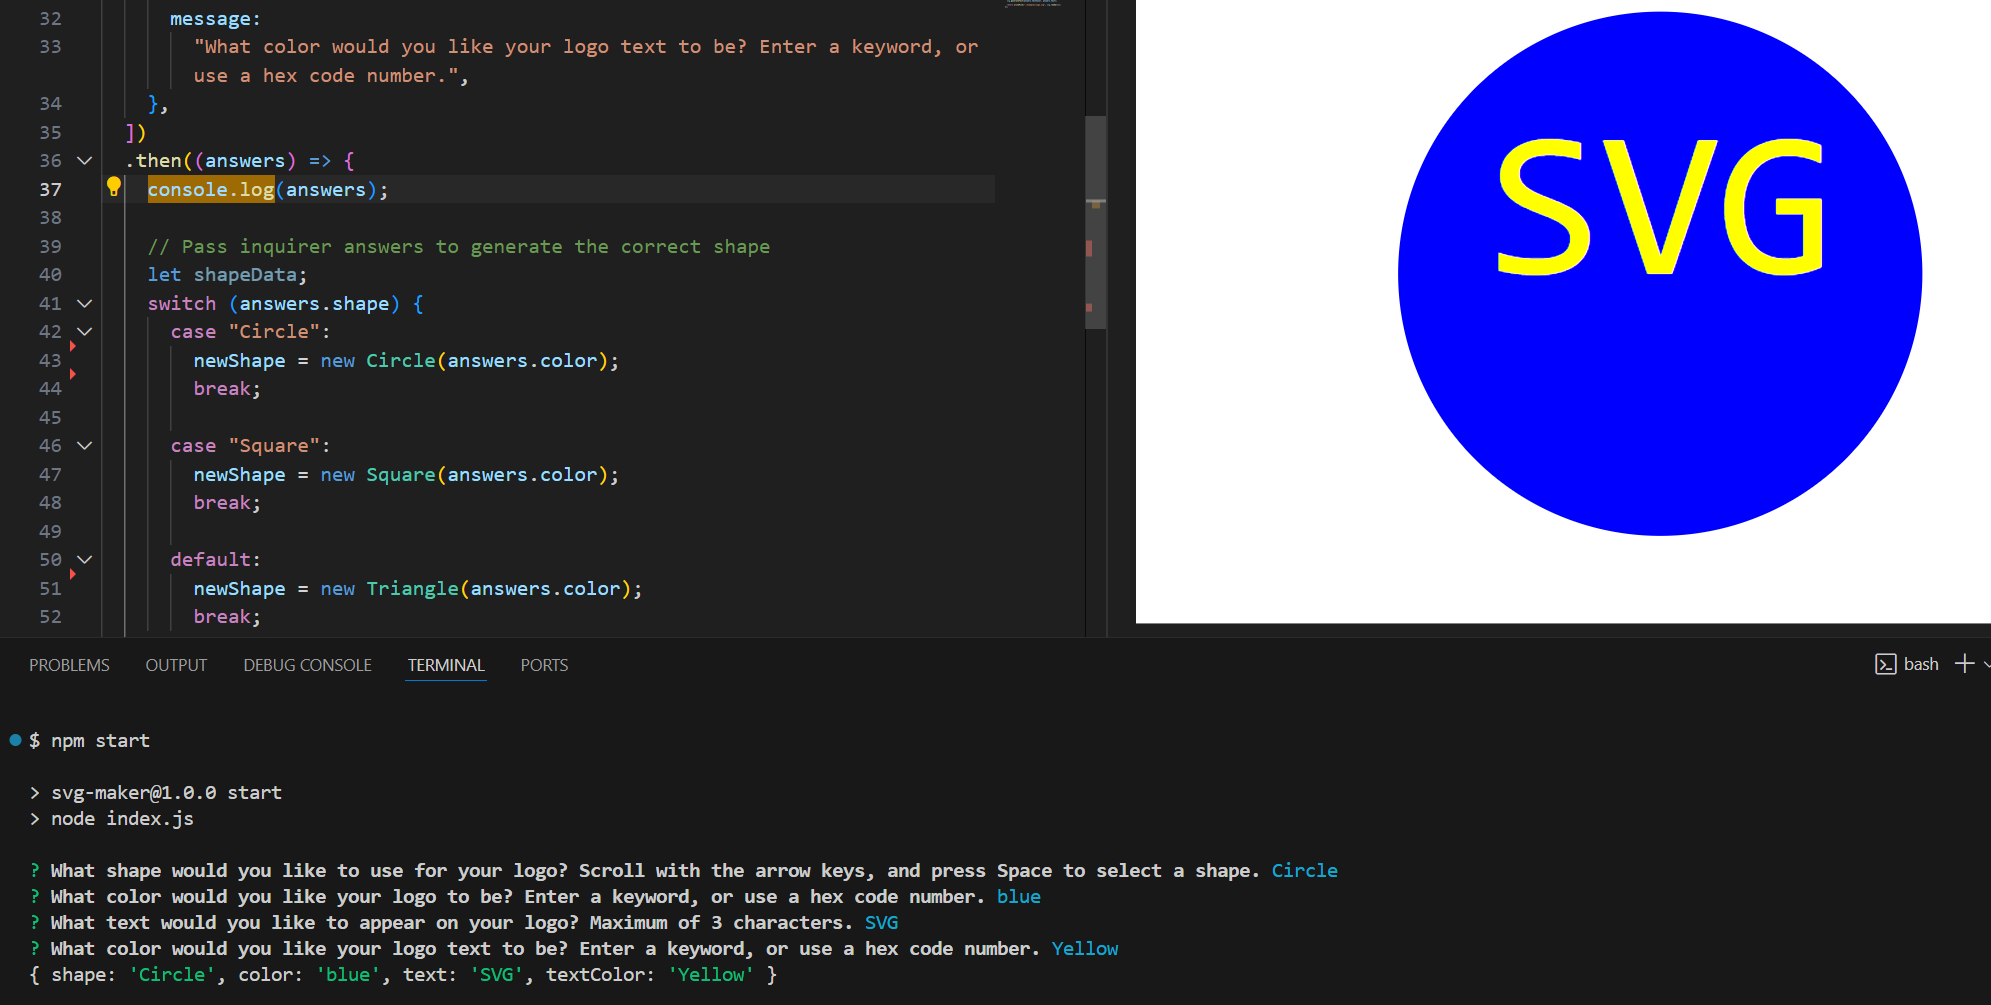 32 message:
33 "What color would you like your logo text to be? Enter a keyword, or
use a hex code number.",
34 },
35 ])
36 .then((answers) => {
37 console.log(answers);
38
39 // Pass inquirer answers to generate the correct shape
40 let shapeData;
41 switch (answers.shape) {
42 case "Circle":
43 newShape = new Circle(answers.color);
44 break;
45
46 case "Square":
47 newShape = new Square(answers.color);
48 break;
49
50 default:
51 newShape = new Triangle(answers.color);
52 break;
SVG
PROBLEMS OUTPUT DEBUG CONSOLE TERMINAL PORTS
bash
$ npm start
> svg-maker@1.0.0 start
> node index.js
? What shape would you like to use for your logo? Scroll with the arrow keys, and press Space to select a shape. Circle
? What color would you like your logo to be? Enter a keyword, or use a hex code number. blue
? What text would you like to appear on your logo? Maximum of 3 characters. SVG
? What color would you like your logo text to be? Enter a keyword, or use a hex code number. Yellow
{ shape: 'Circle', color: 'blue', text: 'SVG', textColor: 'Yellow' }